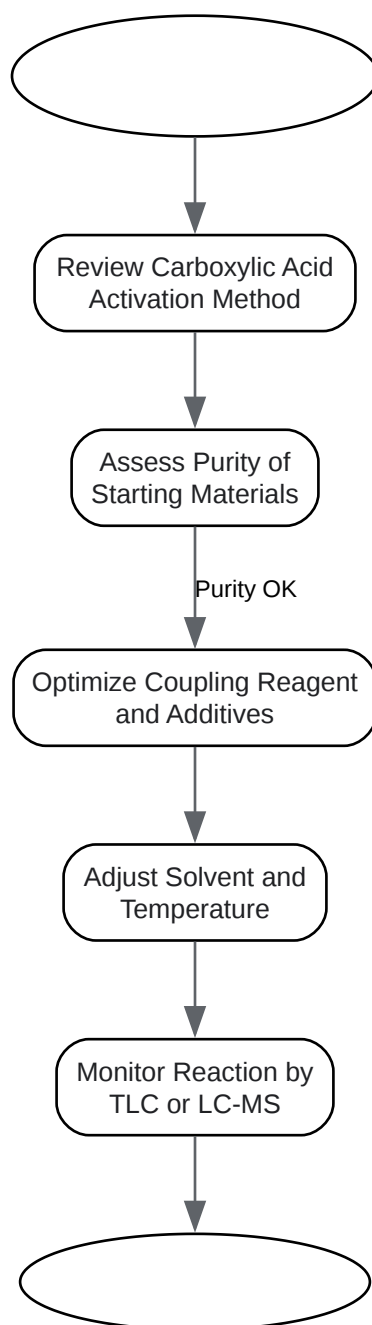 Review Carboxylic Acid
Activation Method
Assess Purity of
Starting Materials
Purity OK
Optimize Coupling Reagent
and Additives
Adjust Solvent and
Temperature
Monitor Reaction by
TLC or LC-MS